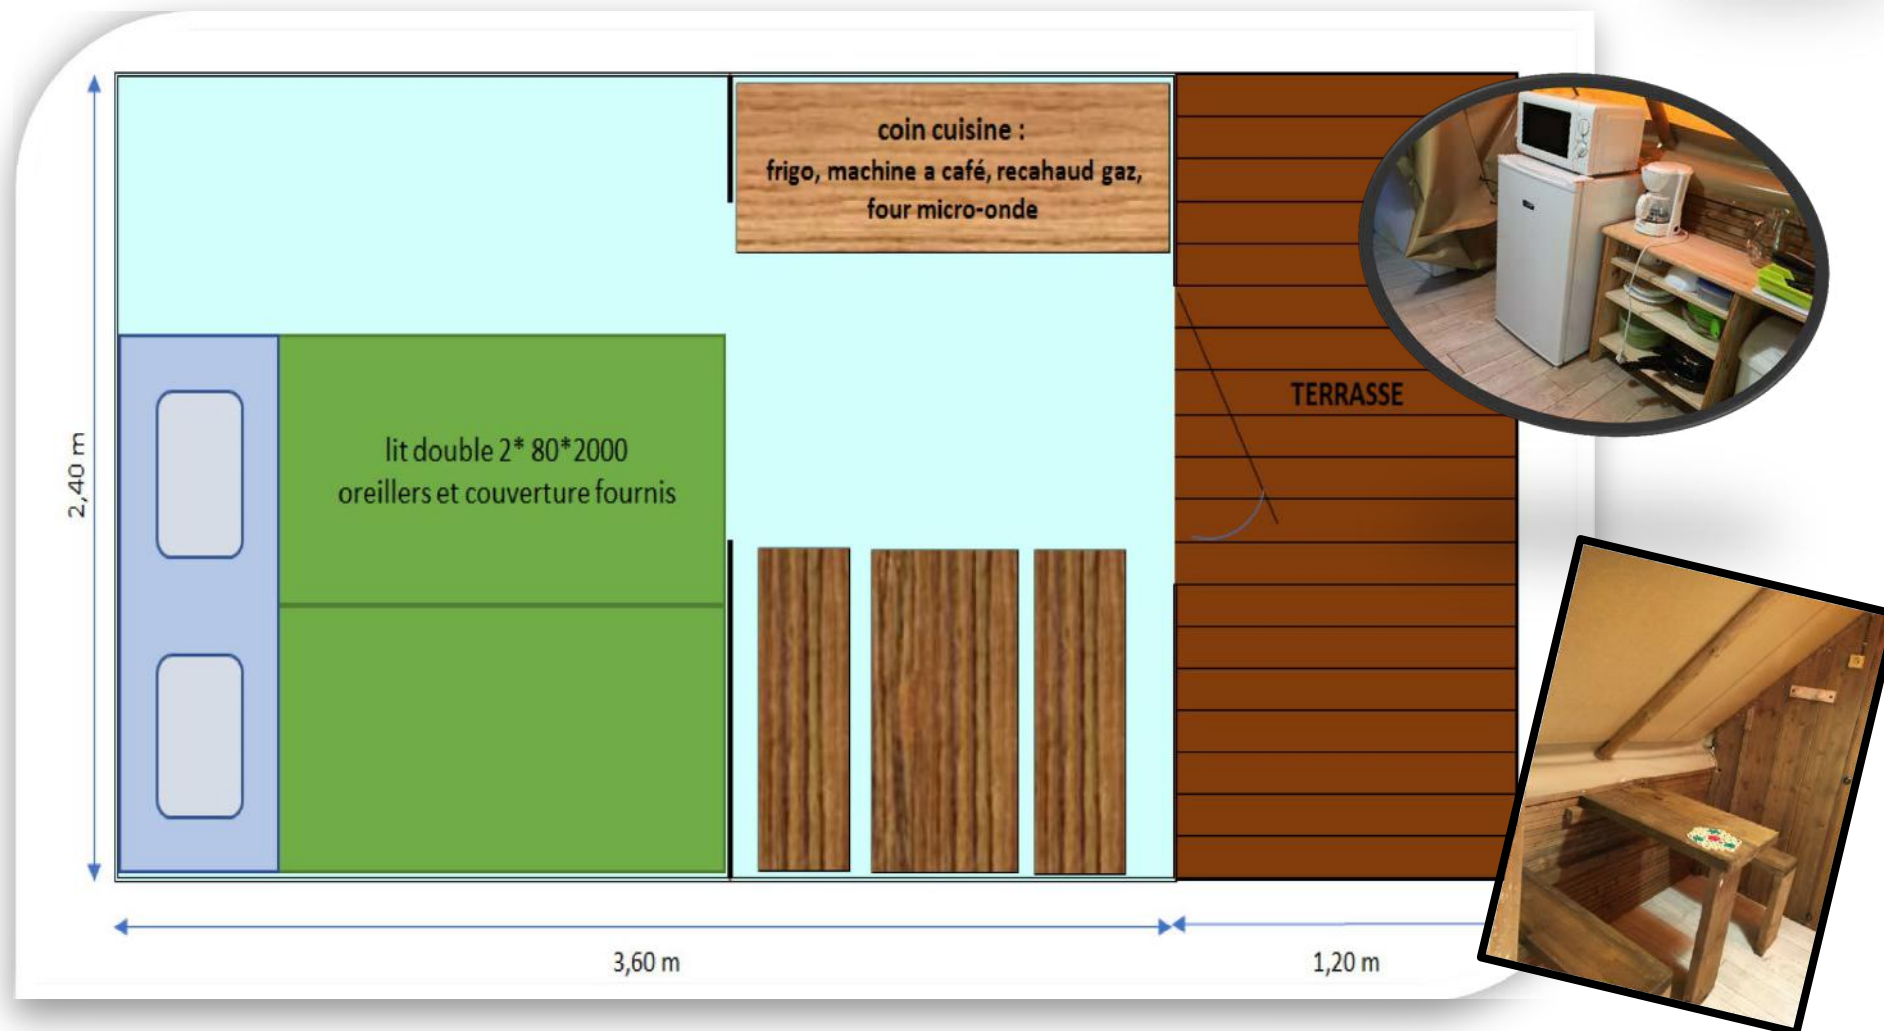 coin cuisine :
frigo, machine a café, recahaud gaz,
four micro-onde
TERRASSE
lit double 2* 80*2000
oreillers et couverture fournis
2,40 m
3,60 m
1,20 m